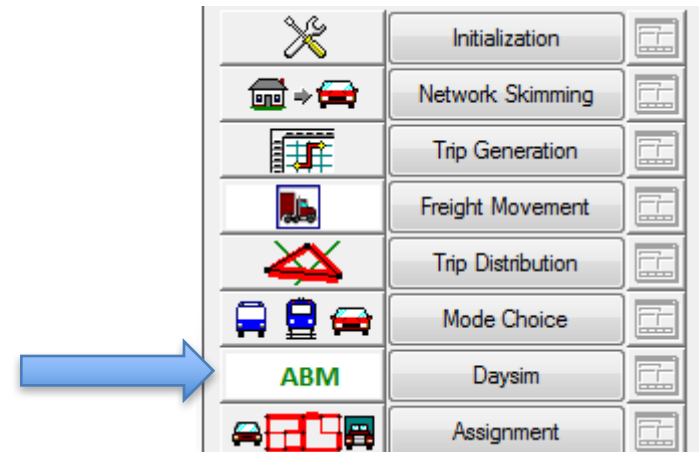 Initialization
Network Skimming
Trip Generation
Freight Movement
Trip Distribution
Mode Choice
ABM Daysim
Assignment